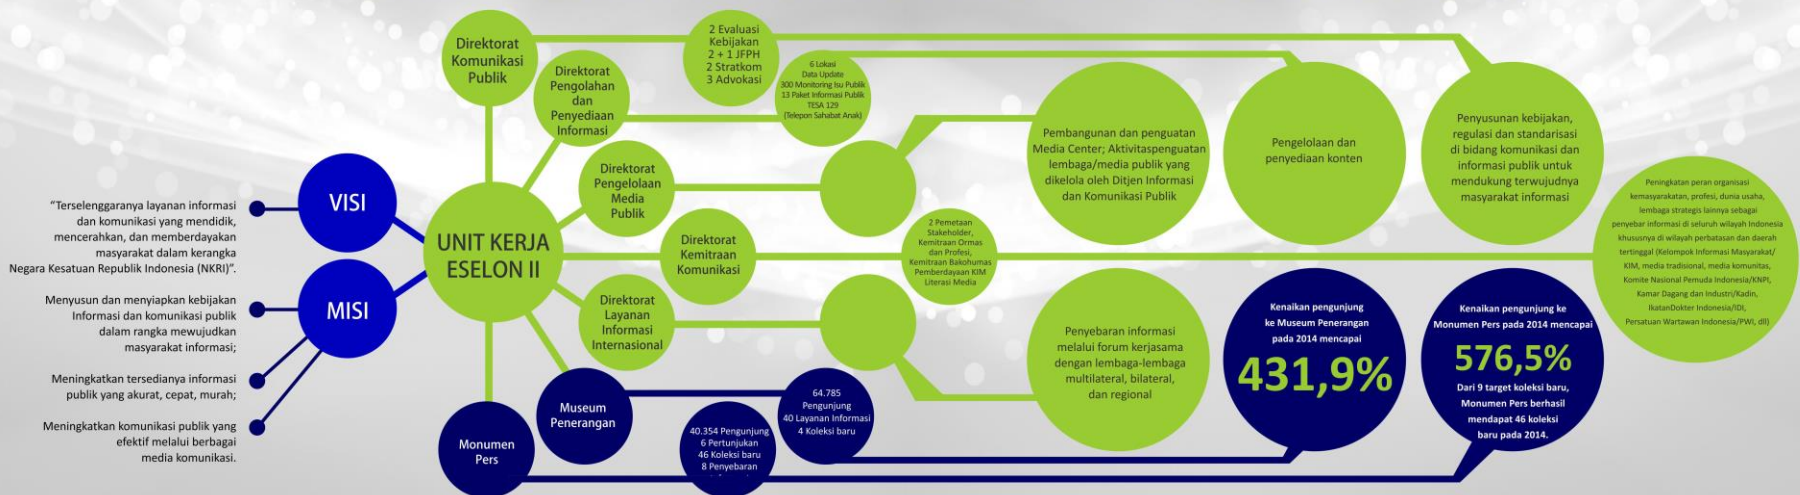 "Terselenggaranya layanan informasi
dan komunikasi yang mendidik,
mencerahkan, dan memberdayakan
masyarakat dalam kerangka
Negara Kesatuan Republik Indonesia (NKRI)".
Menyusun dan menyiapkan kebijakan
Informasi dan komunikasi publik
dalam rangka mewujudkan
masyarakat informasi;
Meningkatkan tersedianya informasi
publik yang akurat, cepat, murah;
Meningkatkan komunikasi publik yang
efektif melalui berbagai
media komunikasi.
VISI
MISI
UNIT KERJA
ESELON II
Direktorat
Komunikasi
Publik
Direktorat
Pengolahan
dan
Penyediaan
Informasi
Direktorat
Pengelolaan
Media
Publik
Direktorat
Kemitraan
Komunikasi
Direktorat
Layanan
Informasi
Internasional
Museum
Penerangan
Monumen
Pers
2 Evaluasi
Kebijakan
2 + 1 JFPH
2 Stratkom
3 Advokasi
6 Lokasi
Data Update
300 Monitoring Isu Publik
13 Paket Informasi Publik
TESA 129
(Telepon Sahabat Anak)
2 Pemetaan
Stakeholder,
Kemitraan Ormas
dan Profesi,
Kemitraan Bakohumas
Pemberdayaan KIM
Literasi Media
64.785
Pengunjung
40 Layanan Informasi
4 Koleksi baru
40.354 Pengunjung
6 Pertunjukan
46 Koleksi baru
8 Penyebaran
Pembangunan dan penguatan
Media Center; Aktivitaspenguatan
lembaga/media publik yang
dikelola oleh Ditjen Informasi
dan Komunikasi Publik
Pengelolaan dan
penyediaan konten
Penyusunan kebijakan,
regulasi dan standarisasi
di bidang komunikasi dan
informasi publik untuk
mendukung terwujudnya
masyarakat informasi
Peningkatan peran organisasi
kemasyarakatan, profesi, dunia usaha,
lembaga strategis lainnya sebagai
penyebar informasi di seluruh wilayah Indonesia
khususnya di wilayah perbatasan dan daerah
tertinggal (Kelompok Informasi Masyarakat/
KIM, media tradisional, media komunitas,
Komite Nasional Pemuda Indonesia/KNPI,
Kamar Dagang dan Industri/Kadin,
IkatanDokter Indonesia/IDI,
Persatuan Wartawan Indonesia/PWI, dll)
Penyebaran informasi
melalui forum kerjasama
dengan lembaga-lembaga
multilateral, bilateral,
dan regional
Kenaikan pengunjung
ke Museum Penerangan
pada 2014 mencapai
431,9%
Kenaikan pengunjung ke
Monumen Pers pada 2014 mencapai
576,5%
Dari 9 target koleksi baru,
Monumen Pers berhasil
mendapat 46 koleksi
baru pada 2014.